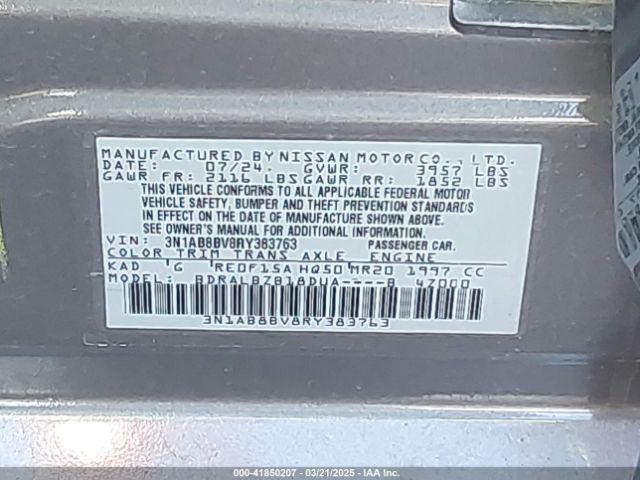 MANUFACTURED BY NISSAN MOTOR CO., LTD.
DATE: 07/24 GVWR: 3957 LBS
GAWR FR: 2116 LBS GAWR RR: 1852 LBS
THIS VEHICLE CONFORMS TO ALL APPLICABLE FEDERAL MOTOR
VEHICLE SAFETY, BUMPER AND THEFT PREVENTION STANDARDS
IN EFFECT ON THE DATE OF MANUFACTURE SHOWN ABOVE.
SEE OWNER'S MANUAL FOR ADDITIONAL INFORMATION.
VIN: 3N1AB8BV8RY383763 PASSENGER CAR.
COLOR TRIM TRANS AXLE ENGINE
KAD G RE0F15A HQ50 MR20 1997 CC
MODEL: BDRALBZB18DUA----B 4Z000
3N1AB8BV8RY383763
000-41850207 - 03/21/2025 - IAA, Inc.